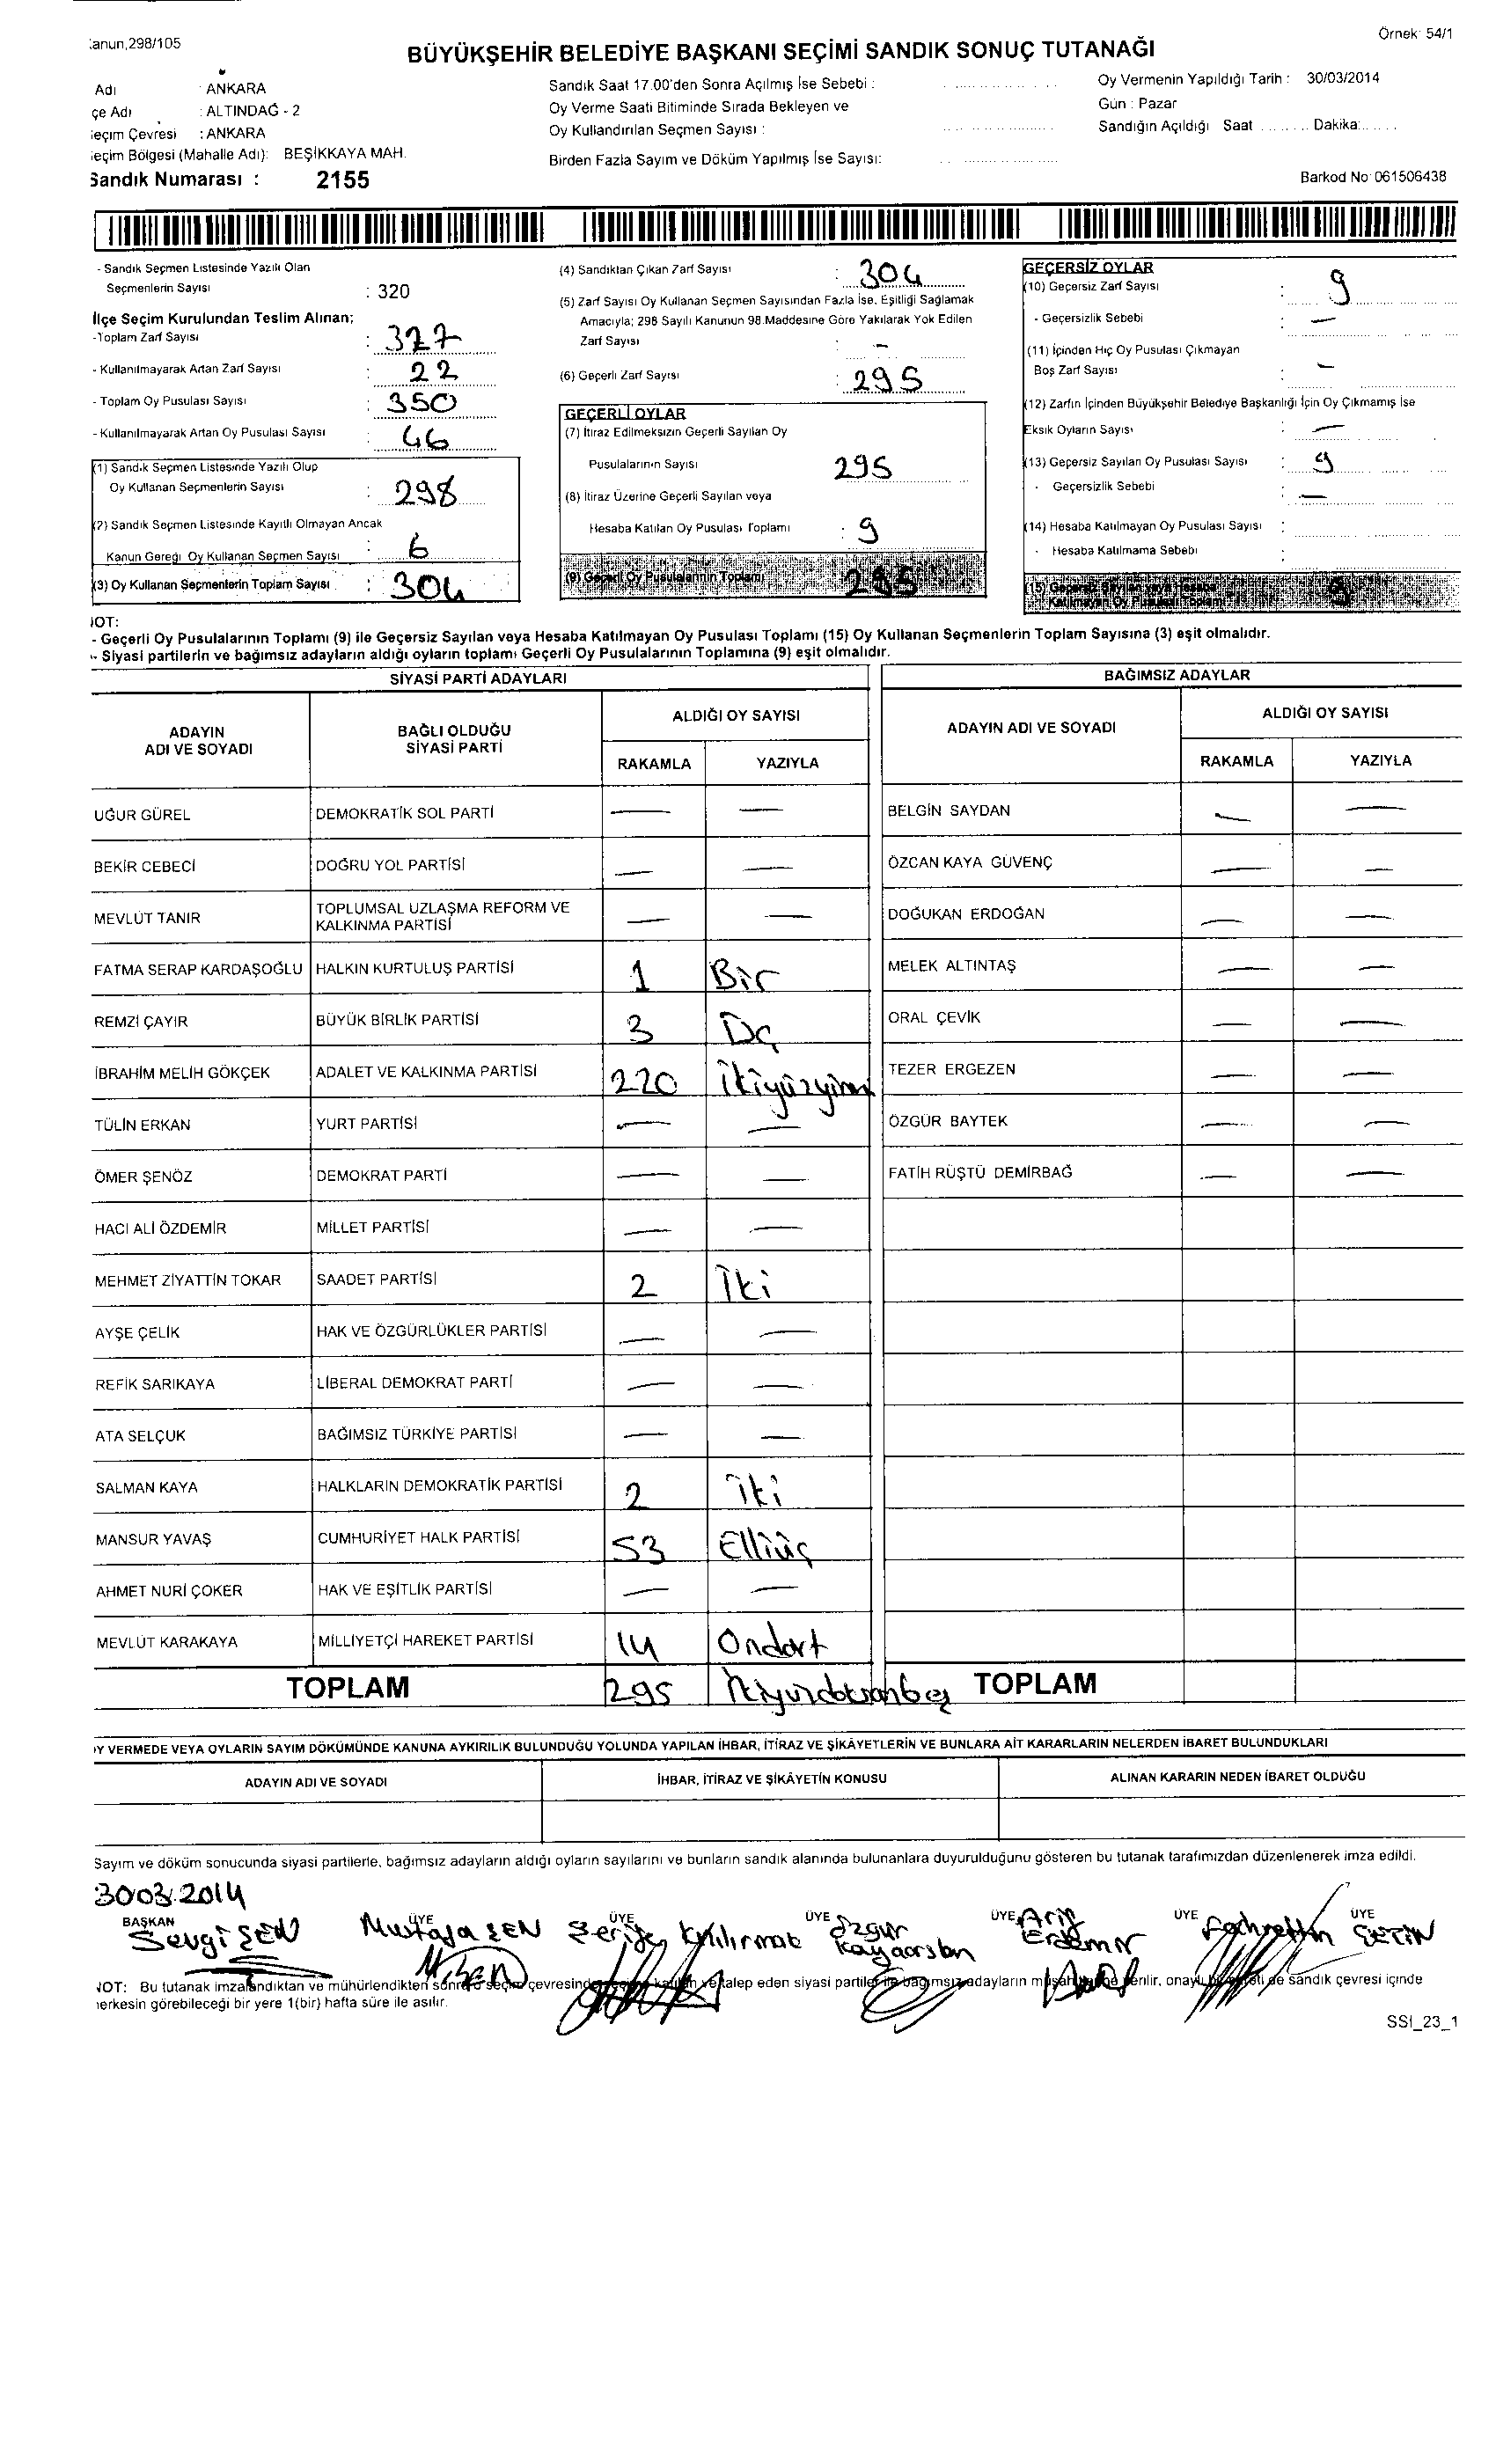 Kanun,298/105
Örnek: 54/1
BÜYÜKŞEHİR BELEDİYE BAŞKANI SEÇİMİ SANDIK SONUÇ TUTANAĞI
Adı : ANKARA
çe Adı : ALTINDAĞ - 2
eçim Çevresi : ANKARA
eçim Bölgesi (Mahalle Adı): BEŞİKKAYA MAH.
Sandık Numarası : 2155
Sandık Saat 17.00'den Sonra Açılmış İse Sebebi :
Oy Verme Saati Bitiminde Sırada Bekleyen ve
Oy Kullandırılan Seçmen Sayısı :
Birden Fazla Sayım ve Döküm Yapılmış İse Sayısı:
Oy Vermenin Yapıldığı Tarih : 30/03/2014
Gün : Pazar
Sandığın Açıldığı Saat ........ Dakika:......
Barkod No: 061506438
- Sandık Seçmen Listesinde Yazılı Olan
Seçmenlerin Sayısı : 320
İlçe Seçim Kurulundan Teslim Alınan;
-Toplam Zarf Sayısı : 327
- Kullanılmayarak Artan Zarf Sayısı : 22
- Toplam Oy Pusulası Sayısı : 350
- Kullanılmayarak Artan Oy Pusulası Sayısı : 46
(1) Sandık Seçmen Listesinde Yazılı Olup
Oy Kullanan Seçmenlerin Sayısı : 298
(2) Sandık Seçmen Listesinde Kayıtlı Olmayan Ancak
Kanun Gereği Oy Kullanan Seçmen Sayısı : 6
(3) Oy Kullanan Seçmenlerin Toplam Sayısı : 304
(4) Sandıktan Çıkan Zarf Sayısı : 304
(5) Zarf Sayısı Oy Kullanan Seçmen Sayısından Fazla İse, Eşitliği Sağlamak
Amacıyla; 298 Sayılı Kanunun 98.Maddesine Göre Yakılarak Yok Edilen
Zarf Sayısı : –
(6) Geçerli Zarf Sayısı : 295
GEÇERLİ OYLAR
(7) İtiraz Edilmeksizin Geçerli Sayılan Oy
Pusulalarının Sayısı 295
(8) İtiraz Üzerine Geçerli Sayılan veya
Hesaba Katılan Oy Pusulası Toplamı : 9
(9) Geçerli Oy Pusulalarının Toplamı 295
GEÇERSİZ OYLAR
(10) Geçersiz Zarf Sayısı : 9
- Geçersizlik Sebebi : –
(11) İçinden Hiç Oy Pusulası Çıkmayan
Boş Zarf Sayısı : –
(12) Zarfın İçinden Büyükşehir Belediye Başkanlığı İçin Oy Çıkmamış İse
Eksik Oyların Sayısı : –
(13) Geçersiz Sayılan Oy Pusulası Sayısı : 9
- Geçersizlik Sebebi : –
(14) Hesaba Katılmayan Oy Pusulası Sayısı :
- Hesaba Katılmama Sebebi :
(15) Geçersiz Sayılan veya Hesaba
Katılmayan Oy Pusulası Toplamı 9
NOT:
- Geçerli Oy Pusulalarının Toplamı (9) ile Geçersiz Sayılan veya Hesaba Katılmayan Oy Pusulası Toplamı (15) Oy Kullanan Seçmenlerin Toplam Sayısına (3) eşit olmalıdır.
- Siyasi partilerin ve bağımsız adayların aldığı oyların toplamı Geçerli Oy Pusulalarının Toplamına (9) eşit olmalıdır.
SİYASİ PARTİ ADAYLARI
ADAYIN ADI VE SOYADI BAĞLI OLDUĞU SİYASİ PARTİ ALDIĞI OY SAYISI
RAKAMLA YAZIYLA
UĞUR GÜREL DEMOKRATİK SOL PARTİ — —
BEKİR CEBECİ DOĞRU YOL PARTİSİ — —
MEVLÜT TANIR TOPLUMSAL UZLAŞMA REFORM VE KALKINMA PARTİSİ — —
FATMA SERAP KARDAŞOĞLU HALKIN KURTULUŞ PARTİSİ 1 Bir
REMZİ ÇAYIR BÜYÜK BİRLİK PARTİSİ 3 Üç
İBRAHİM MELİH GÖKÇEK ADALET VE KALKINMA PARTİSİ 220 İkiyüzyirmi
TÜLİN ERKAN YURT PARTİSİ — —
ÖMER ŞENÖZ DEMOKRAT PARTİ — —
HACI ALİ ÖZDEMİR MİLLET PARTİSİ — —
MEHMET ZİYATTİN TOKAR SAADET PARTİSİ 2 İki
AYŞE ÇELİK HAK VE ÖZGÜRLÜKLER PARTİSİ — —
REFİK SARIKAYA LİBERAL DEMOKRAT PARTİ — —
ATA SELÇUK BAĞIMSIZ TÜRKİYE PARTİSİ — —
SALMAN KAYA HALKLARIN DEMOKRATİK PARTİSİ 2 iki
MANSUR YAVAŞ CUMHURİYET HALK PARTİSİ 53 Elliüç
AHMET NURİ ÇOKER HAK VE EŞİTLİK PARTİSİ — —
MEVLÜT KARAKAYA MİLLİYETÇİ HAREKET PARTİSİ 14 Ondört
TOPLAM 295 İkiyüzdoksanbeş
BAĞIMSIZ ADAYLAR
ADAYIN ADI VE SOYADI ALDIĞI OY SAYISI
RAKAMLA YAZIYLA
BELGİN SAYDAN — —
ÖZCAN KAYA GÜVENÇ — —
DOĞUKAN ERDOĞAN — —
MELEK ALTINTAŞ — —
ORAL ÇEVİK — —
TEZER ERGEZEN — —
ÖZGÜR BAYTEK — —
FATİH RÜŞTÜ DEMİRBAĞ — —
TOPLAM
OY VERMEDE VEYA OYLARIN SAYIM DÖKÜMÜNDE KANUNA AYKIRILIK BULUNDUĞU YOLUNDA YAPILAN İHBAR, İTİRAZ VE ŞİKÂYETLERİN VE BUNLARA AİT KARARLARIN NELERDEN İBARET BULUNDUKLARI
ADAYIN ADI VE SOYADI İHBAR, İTİRAZ VE ŞİKÂYETİN KONUSU ALINAN KARARIN NEDEN İBARET OLDUĞU
Sayım ve döküm sonucunda siyasi partilerle, bağımsız adayların aldığı oyların sayılarını ve bunların sandık alanında bulunanlara duyurulduğunu gösteren bu tutanak tarafımızdan düzenlenerek imza edildi.
30.03.2014
BAŞKAN ÜYE ÜYE ÜYE ÜYE ÜYE ÜYE
Sevgi ŞEN Mustafa ŞEN Şerife Özgür Kayaarslan Arif Erdemir Fahrettin ÇETİN
NOT: Bu tutanak imzalandıktan ve mühürlendikten sonra o seçim çevresinde seçime katılan ve talep eden siyasi partiler ile bağımsız adayların müşahitlerine verilir, onaylı bir sureti de sandık çevresi içinde
herkesin görebileceği bir yere 1(bir) hafta süre ile asılır.
SSI_23_1